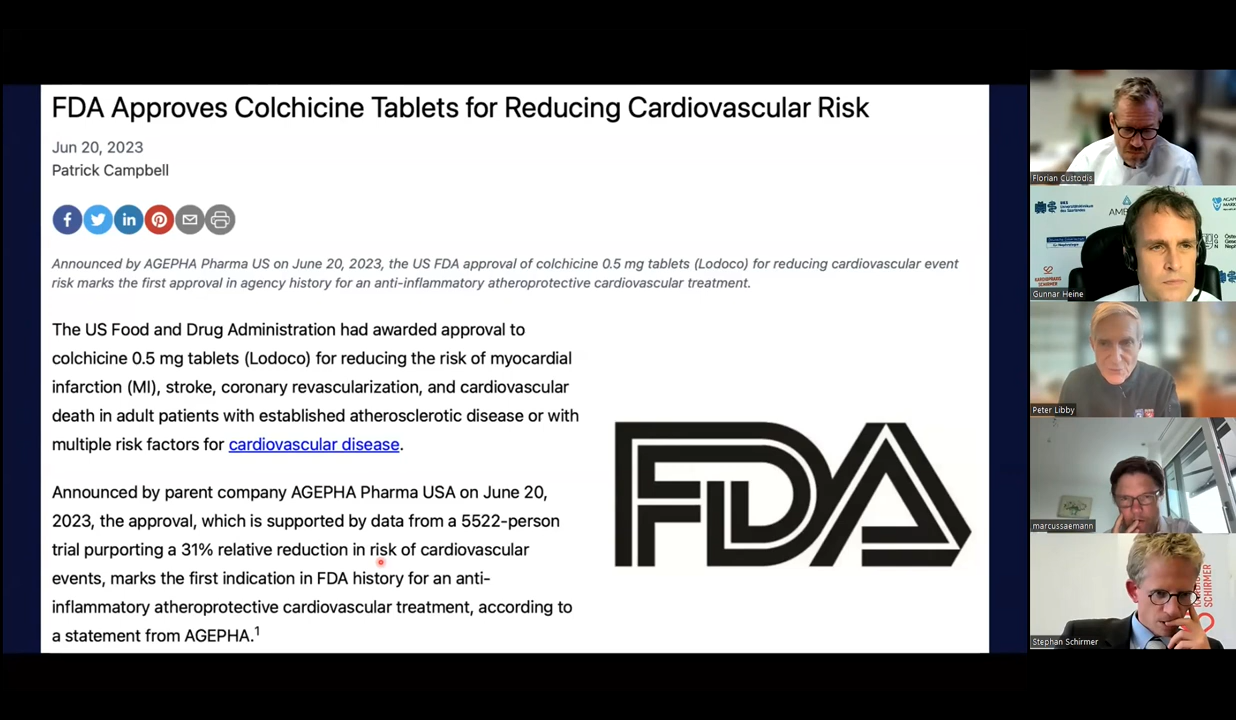 FDA Approves Colchicine Tablets for Reducing Cardiovascular Risk
Jun 20, 2023
Patrick Campbell
Announced by AGEPHA Pharma US on June 20, 2023, the US FDA approval of colchicine 0.5 mg tablets (Lodoco) for reducing cardiovascular event
risk marks the first approval in agency history for an anti-inflammatory atheroprotective cardiovascular treatment.
The US Food and Drug Administration had awarded approval to
colchicine 0.5 mg tablets (Lodoco) for reducing the risk of myocardial
infarction (MI), stroke, coronary revascularization, and cardiovascular
death in adult patients with established atherosclerotic disease or with
multiple risk factors for cardiovascular disease.
Announced by parent company AGEPHA Pharma USA on June 20,
2023, the approval, which is supported by data from a 5522-person
trial purporting a 31% relative reduction in risk of cardiovascular
events, marks the first indication in FDA history for an anti-
inflammatory atheroprotective cardiovascular treatment, according to
a statement from AGEPHA.1
FDA
Florian Custodis
Gunnar Heine
Peter Libby
marcussaemann
Stephan Schirmer
SCHIRMER